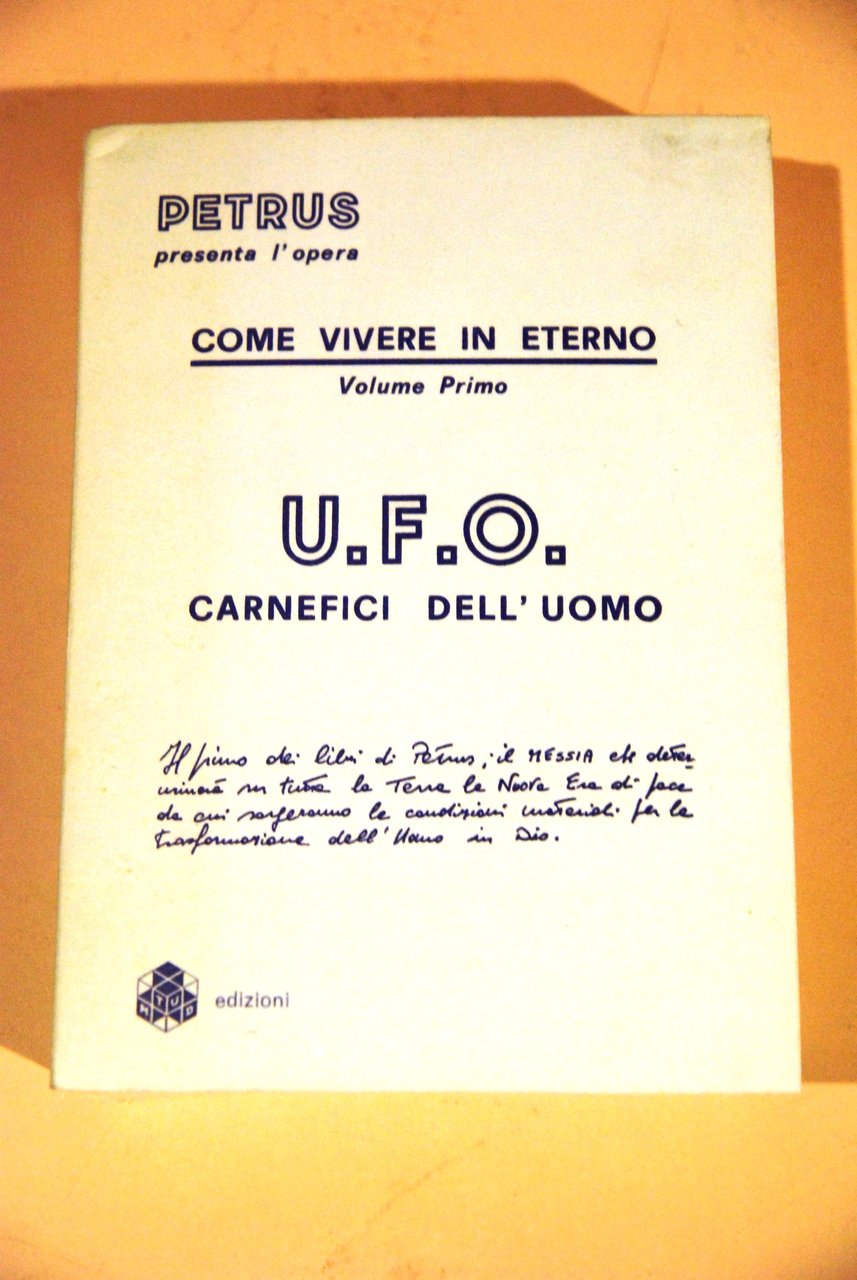 PETRUS
presenta l'opera
COME VIVERE IN ETERNO
Volume Primo
U.F.O.
CARNEFICI DELL'UOMO
Il primo dei libri di Petrus, il MESSIA che deter-
minerà su tutta la Terra la Nuova Era di pace
da cui sorgeranno le condizioni materiali per la
trasformazione dell'Uomo in Dio.
edizioni